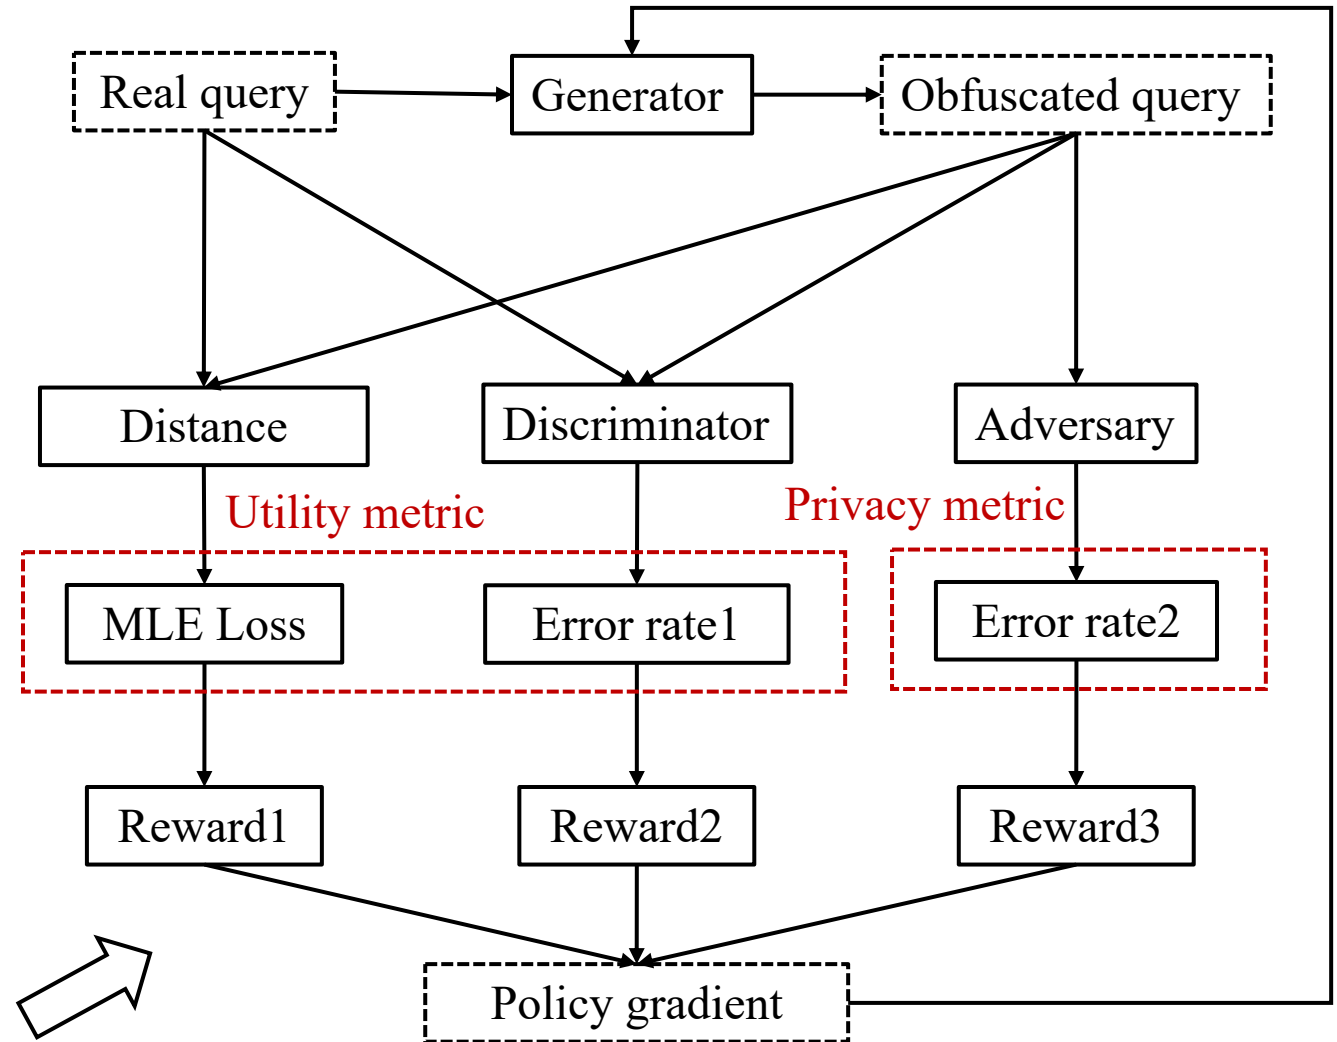 Real query
Generator
Obfuscated query
Distance
Discriminator
Adversary
Utility metric
Privacy metric
MLE Loss
Error rate1
Error rate2
Reward1
Reward2
Reward3
Policy gradient